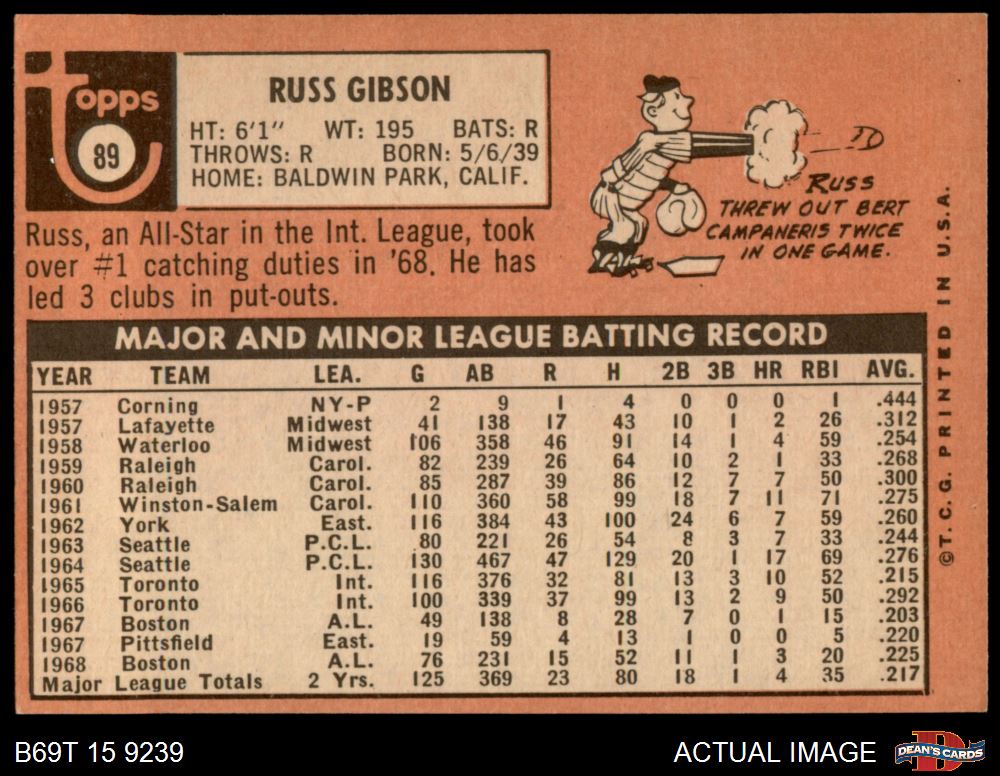 Topps
89
RUSS GIBSON
HT: 6'1" WT: 195 BATS: R
THROWS: R BORN: 5/6/39
HOME: BALDWIN PARK, CALIF.
Russ, an All-Star in the Int. League, took
over #1 catching duties in '68. He has
led 3 clubs in put-outs.
RUSS
THREW OUT BERT
CAMPANERIS TWICE
IN ONE GAME.
MAJOR AND MINOR LEAGUE BATTING RECORD
YEAR TEAM LEA. G AB R H 2B 3B HR RBI AVG.
1957 Corning NY-P 2 9 1 4 0 0 0 1 .444
1957 Lafayette Midwest 41 138 17 43 10 1 2 26 .312
1958 Waterloo Midwest 106 358 46 91 14 1 4 59 .254
1959 Raleigh Carol. 82 239 26 64 10 2 1 33 .268
1960 Raleigh Carol. 85 287 39 86 12 7 7 50 .300
1961 Winston-Salem Carol. 110 360 58 99 18 7 11 71 .275
1962 York East. 116 384 43 100 24 6 7 59 .260
1963 Seattle P.C.L. 80 221 26 54 8 3 7 33 .244
1964 Seattle P.C.L. 130 467 47 129 20 1 17 69 .276
1965 Toronto Int. 116 376 32 81 13 3 10 52 .215
1966 Toronto Int. 100 339 37 99 13 2 9 50 .292
1967 Boston A.L. 49 138 8 28 7 0 1 15 .203
1967 Pittsfield East. 19 59 4 13 1 0 0 5 .220
1968 Boston A.L. 76 231 15 52 11 1 3 20 .225
Major League Totals 2 Yrs. 125 369 23 80 18 1 4 35 .217
© T. C. G. PRINTED IN U.S.A.
B69T 15 9239
ACTUAL IMAGE
D
DEAN'S CARDS